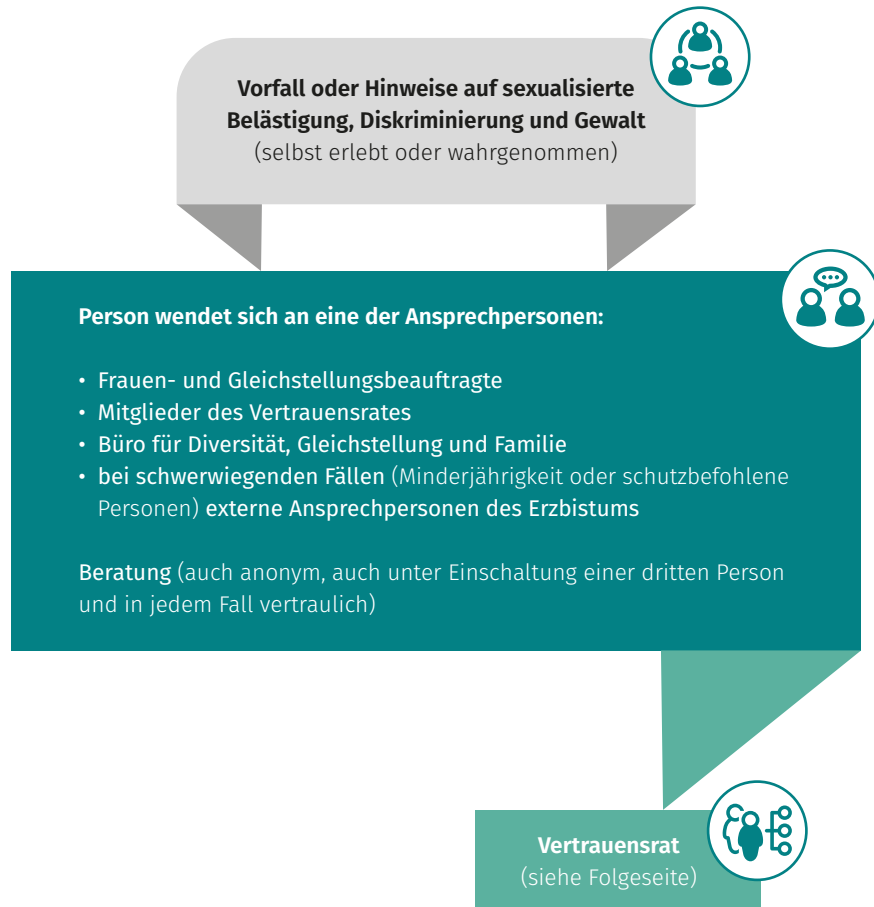 Vorfall oder Hinweise auf sexualisierte
Belästigung, Diskriminierung und Gewalt
(selbst erlebt oder wahrgenommen)
Person wendet sich an eine der Ansprechpersonen:
• Frauen- und Gleichstellungsbeauftragte
• Mitglieder des Vertrauensrates
• Büro für Diversität, Gleichstellung und Familie
• bei schwerwiegenden Fällen (Minderjährigkeit oder schutzbefohlene
Personen) externe Ansprechpersonen des Erzbistums
Beratung (auch anonym, auch unter Einschaltung einer dritten Person
und in jedem Fall vertraulich)
Vertrauensrat
(siehe Folgeseite)